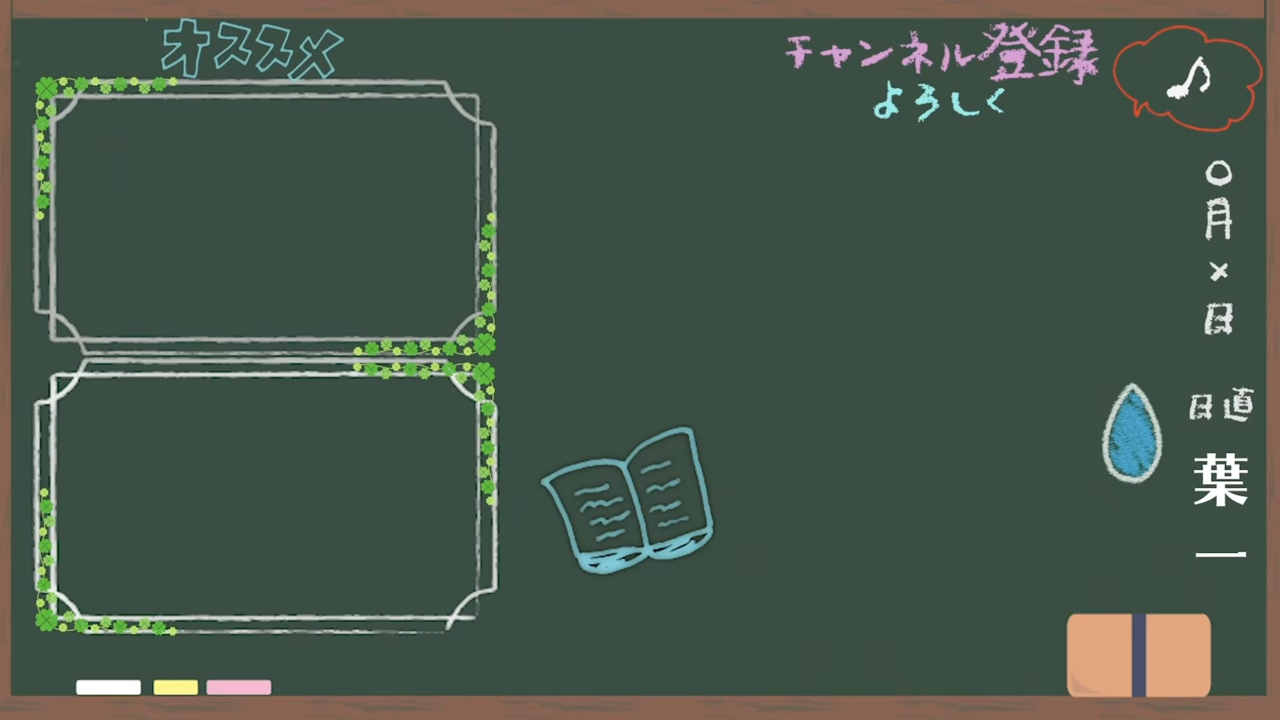 オススメ
チャンネル登録
よろしく
○月×日
日直
葉一